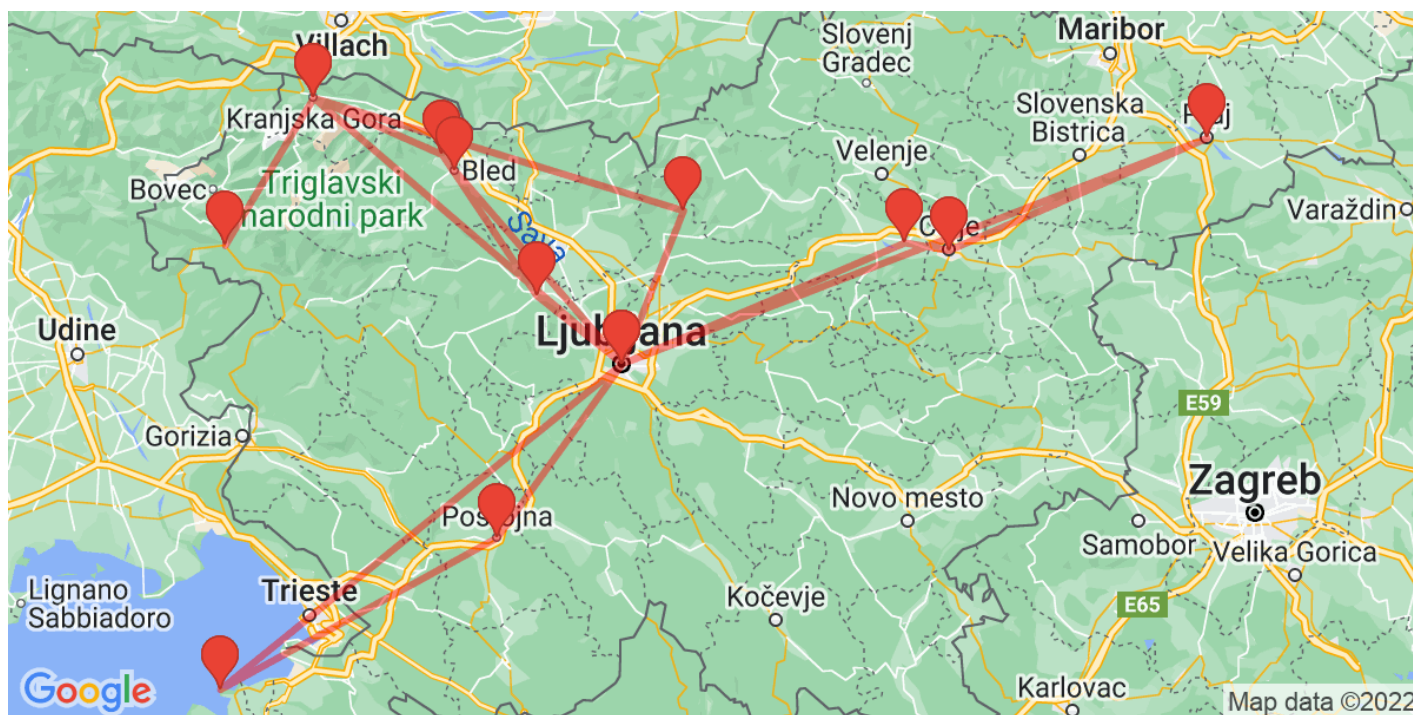 Villach
Slovenj
Gradec
Maribor
Kranjska Gora
Slovenska
Bistrica
Velenje
Bled
Bovec
Triglavski
narodni park
Varaždin
Sava
Udine
Ljubljana
E59
Gorizia
Zagreb
Novo mesto
Postojna
Samobor
Velika Gorica
Lignano
Sabbiadoro
Trieste
Kočevje
E65
Google
Karlovac
Map data ©2022